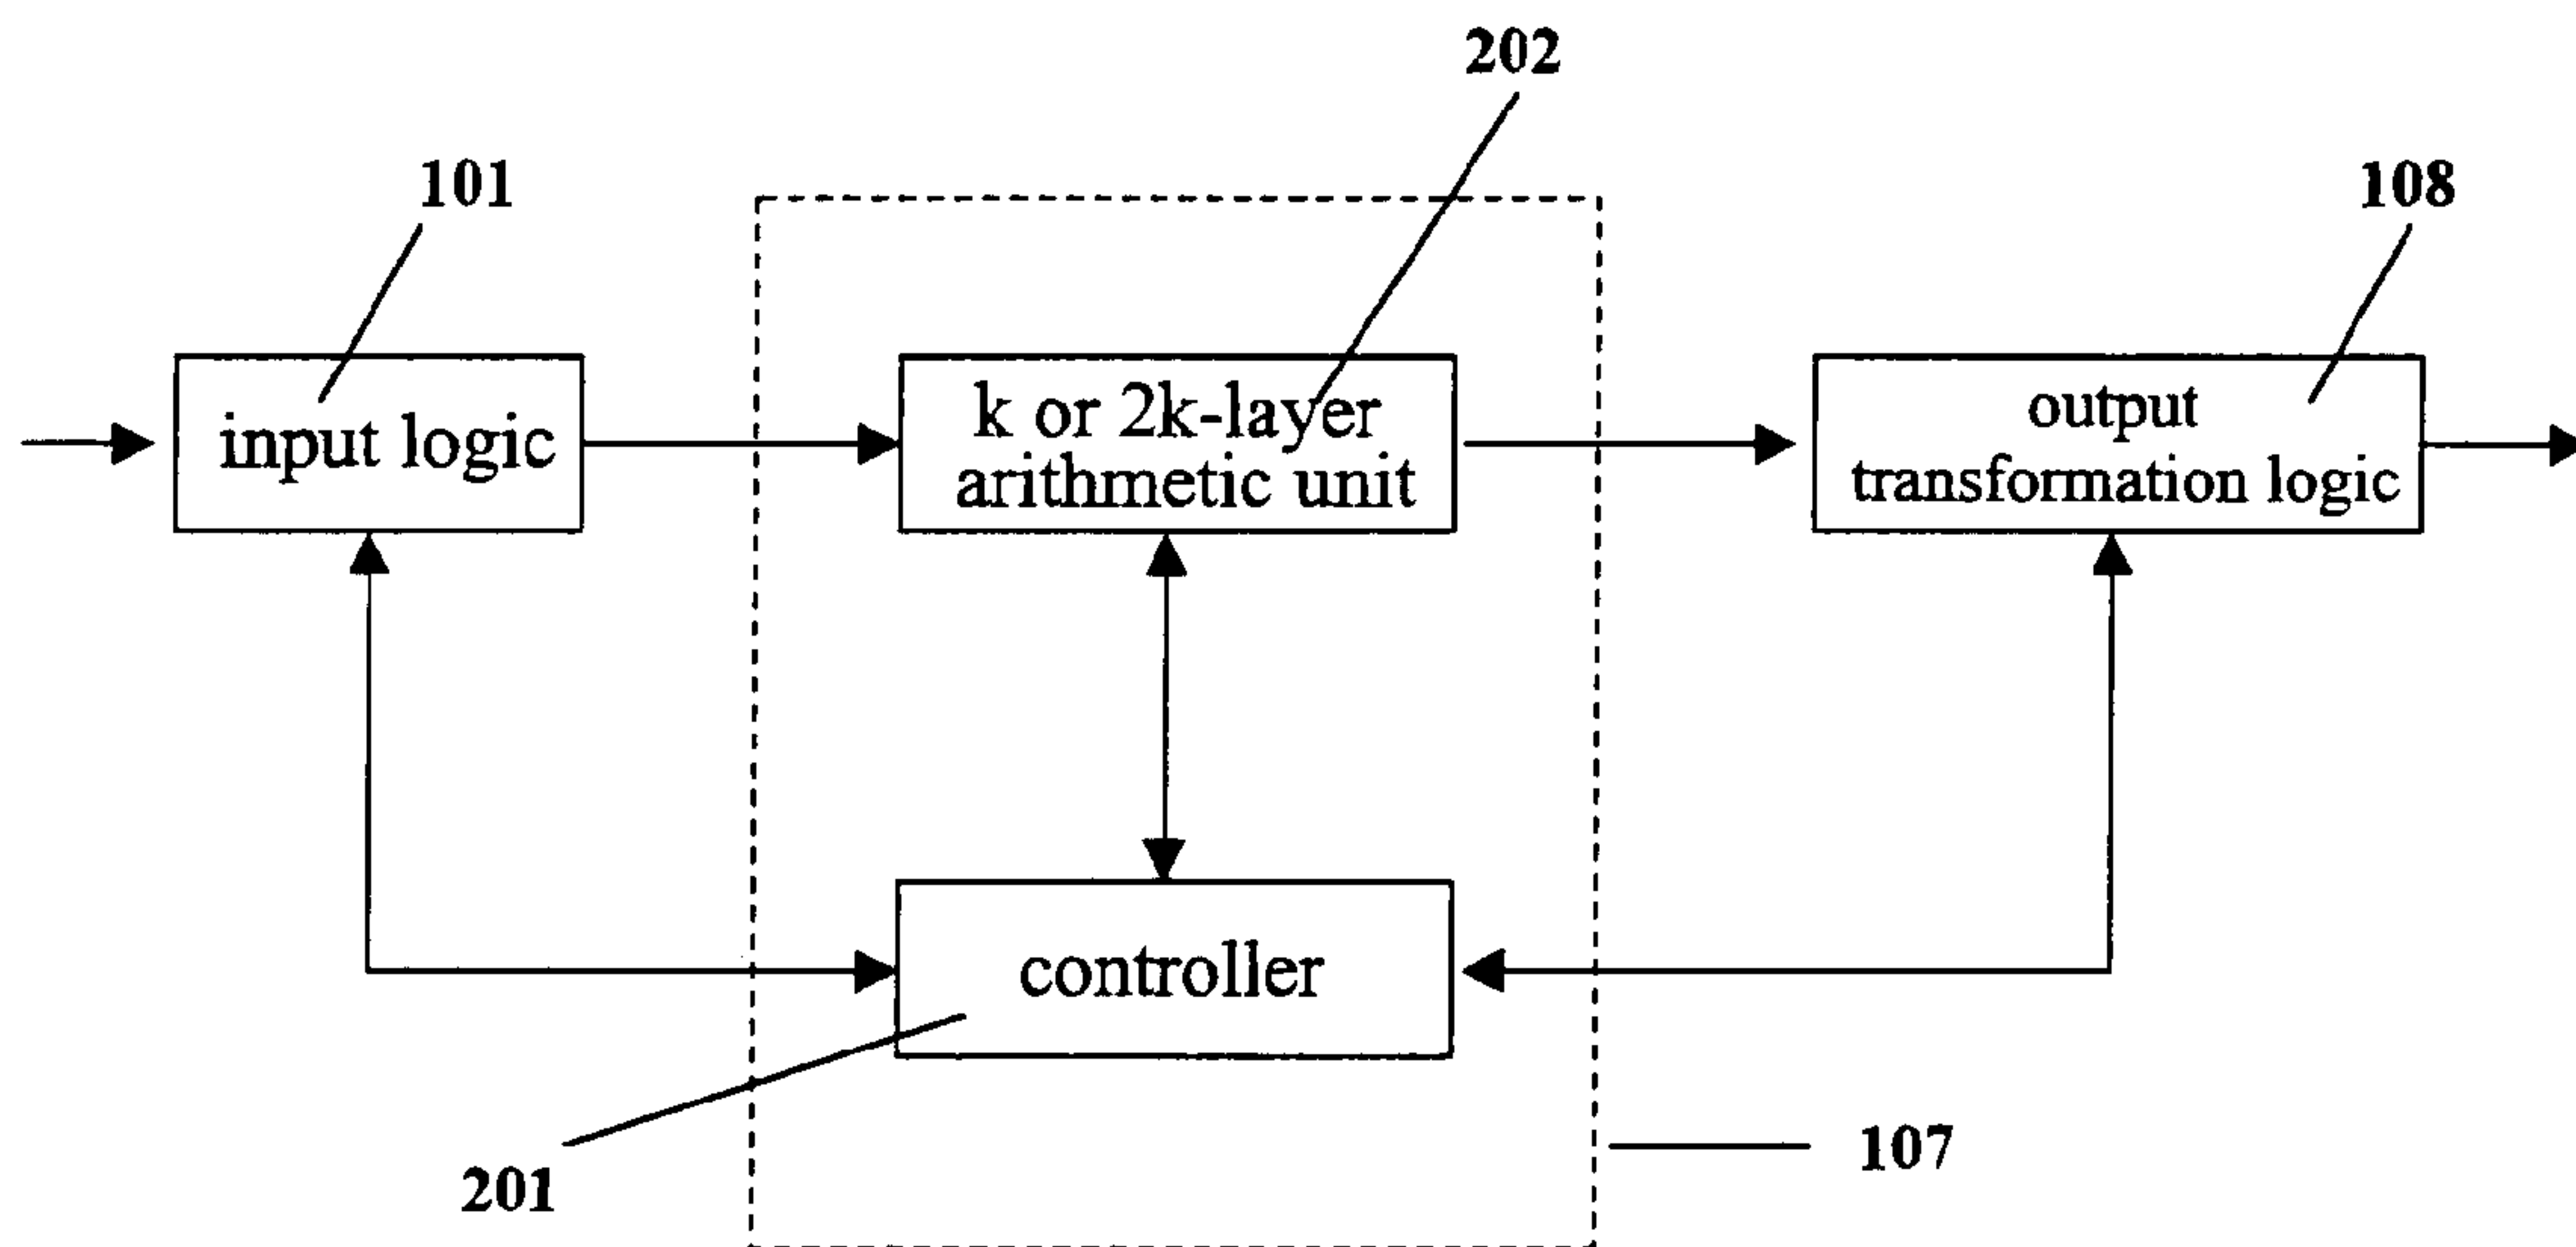 202
101
108
input logic
k or 2k-layer
arithmetic unit
output
transformation logic
controller
201
107